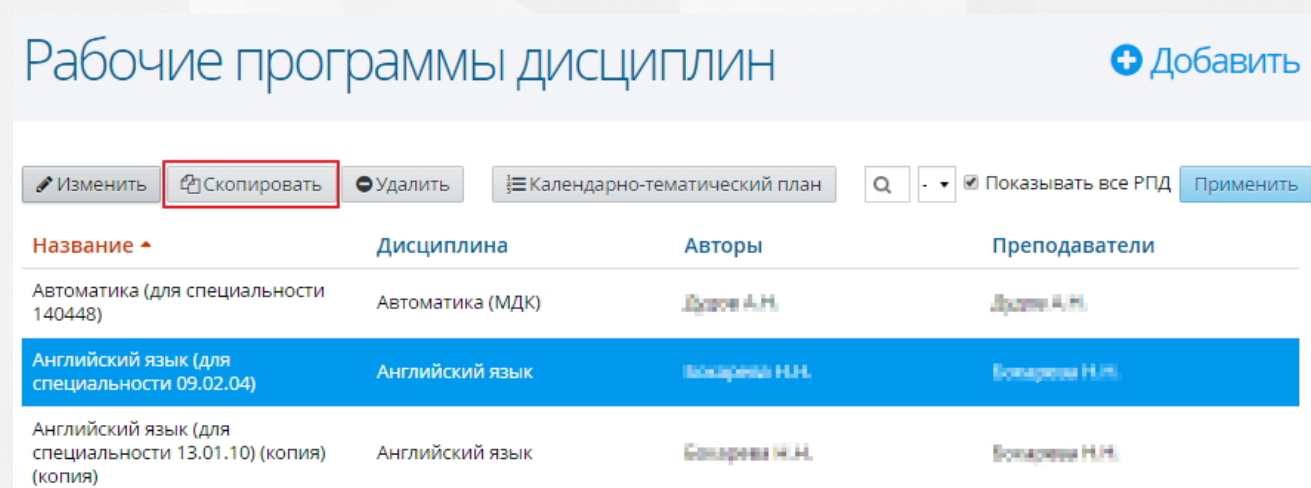 Рабочие программы дисциплин Добавить
Изменить Скопировать Удалить Календарно-тематический план - Показывать все РПД Применить
Название Дисциплина Авторы Преподаватели
Автоматика (для специальности
140448) Автоматика (МДК)
Английский язык (для
специальности 09.02.04) Английский язык
Английский язык (для
специальности 13.01.10) (копия) Английский язык
(копия)